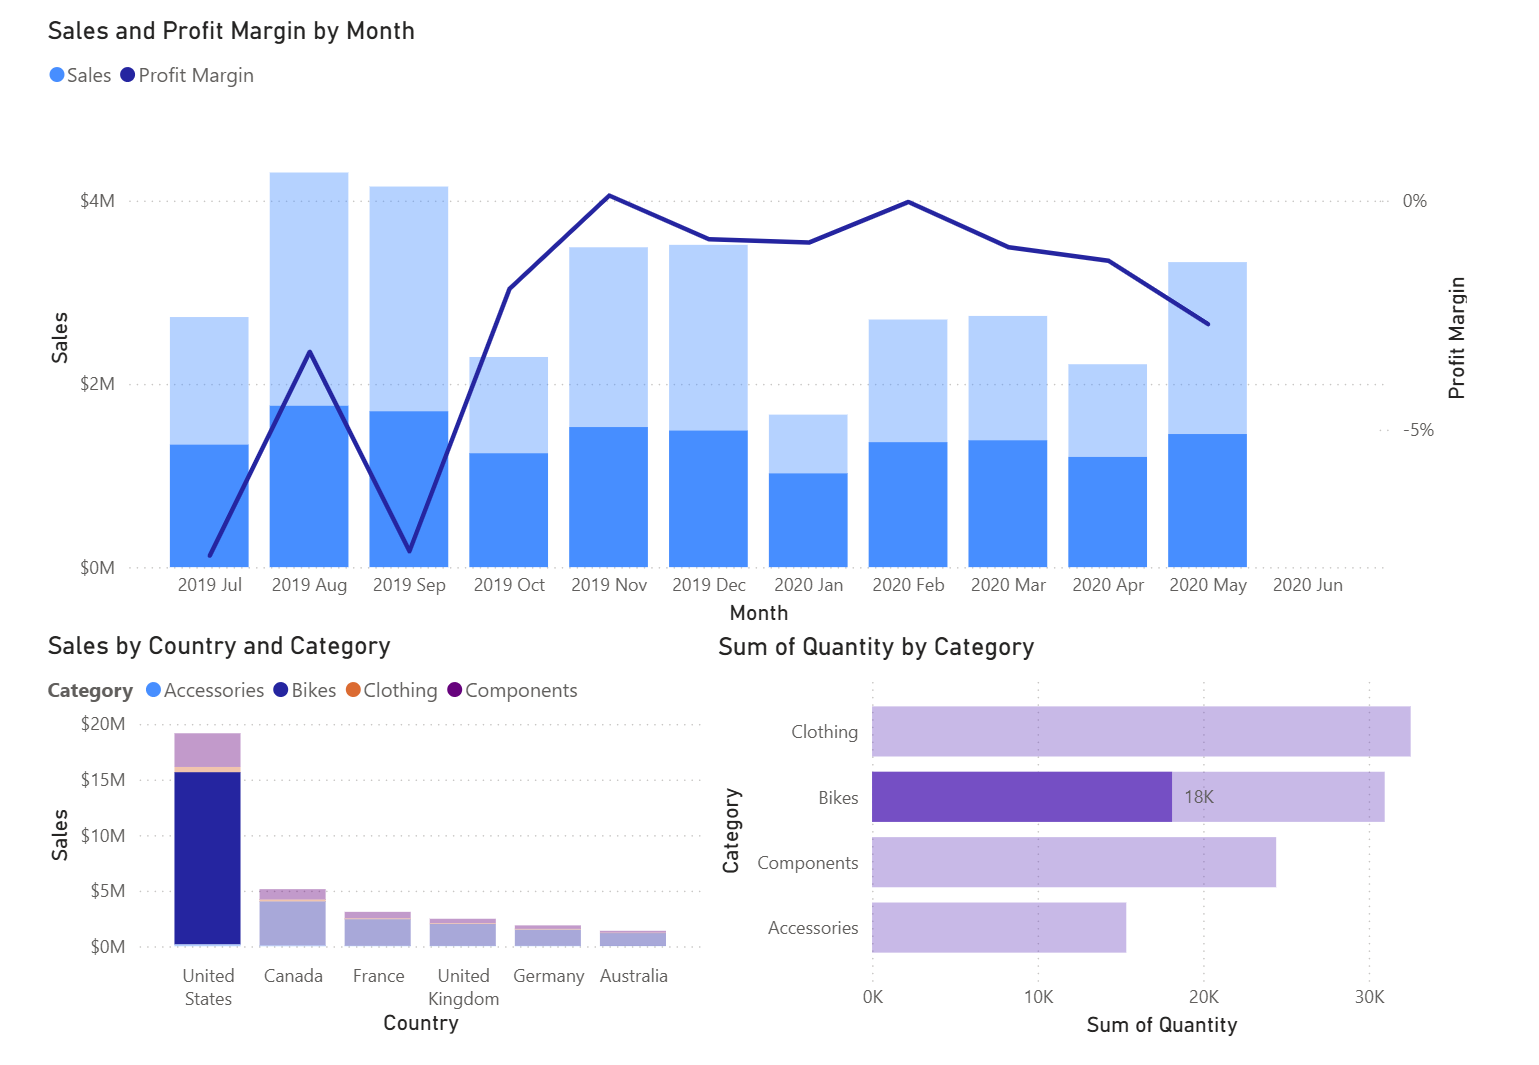 Sales and Profit Margin by Month
Sales Profit Margin
$4M
$2M
$0M
Sales
0%
-5%
Profit Margin
2019 Jul 2019 Aug 2019 Sep 2019 Oct 2019 Nov 2019 Dec 2020 Jan 2020 Feb 2020 Mar 2020 Apr 2020 May 2020 Jun
Month
Sales by Country and Category
Category Accessories Bikes Clothing Components
$20M
$15M
$10M
$5M
$0M
Sales
United States Canada France United Kingdom Germany Australia
Country
Sum of Quantity by Category
Category
Clothing
Bikes 18K
Components
Accessories
0K 10K 20K 30K
Sum of Quantity